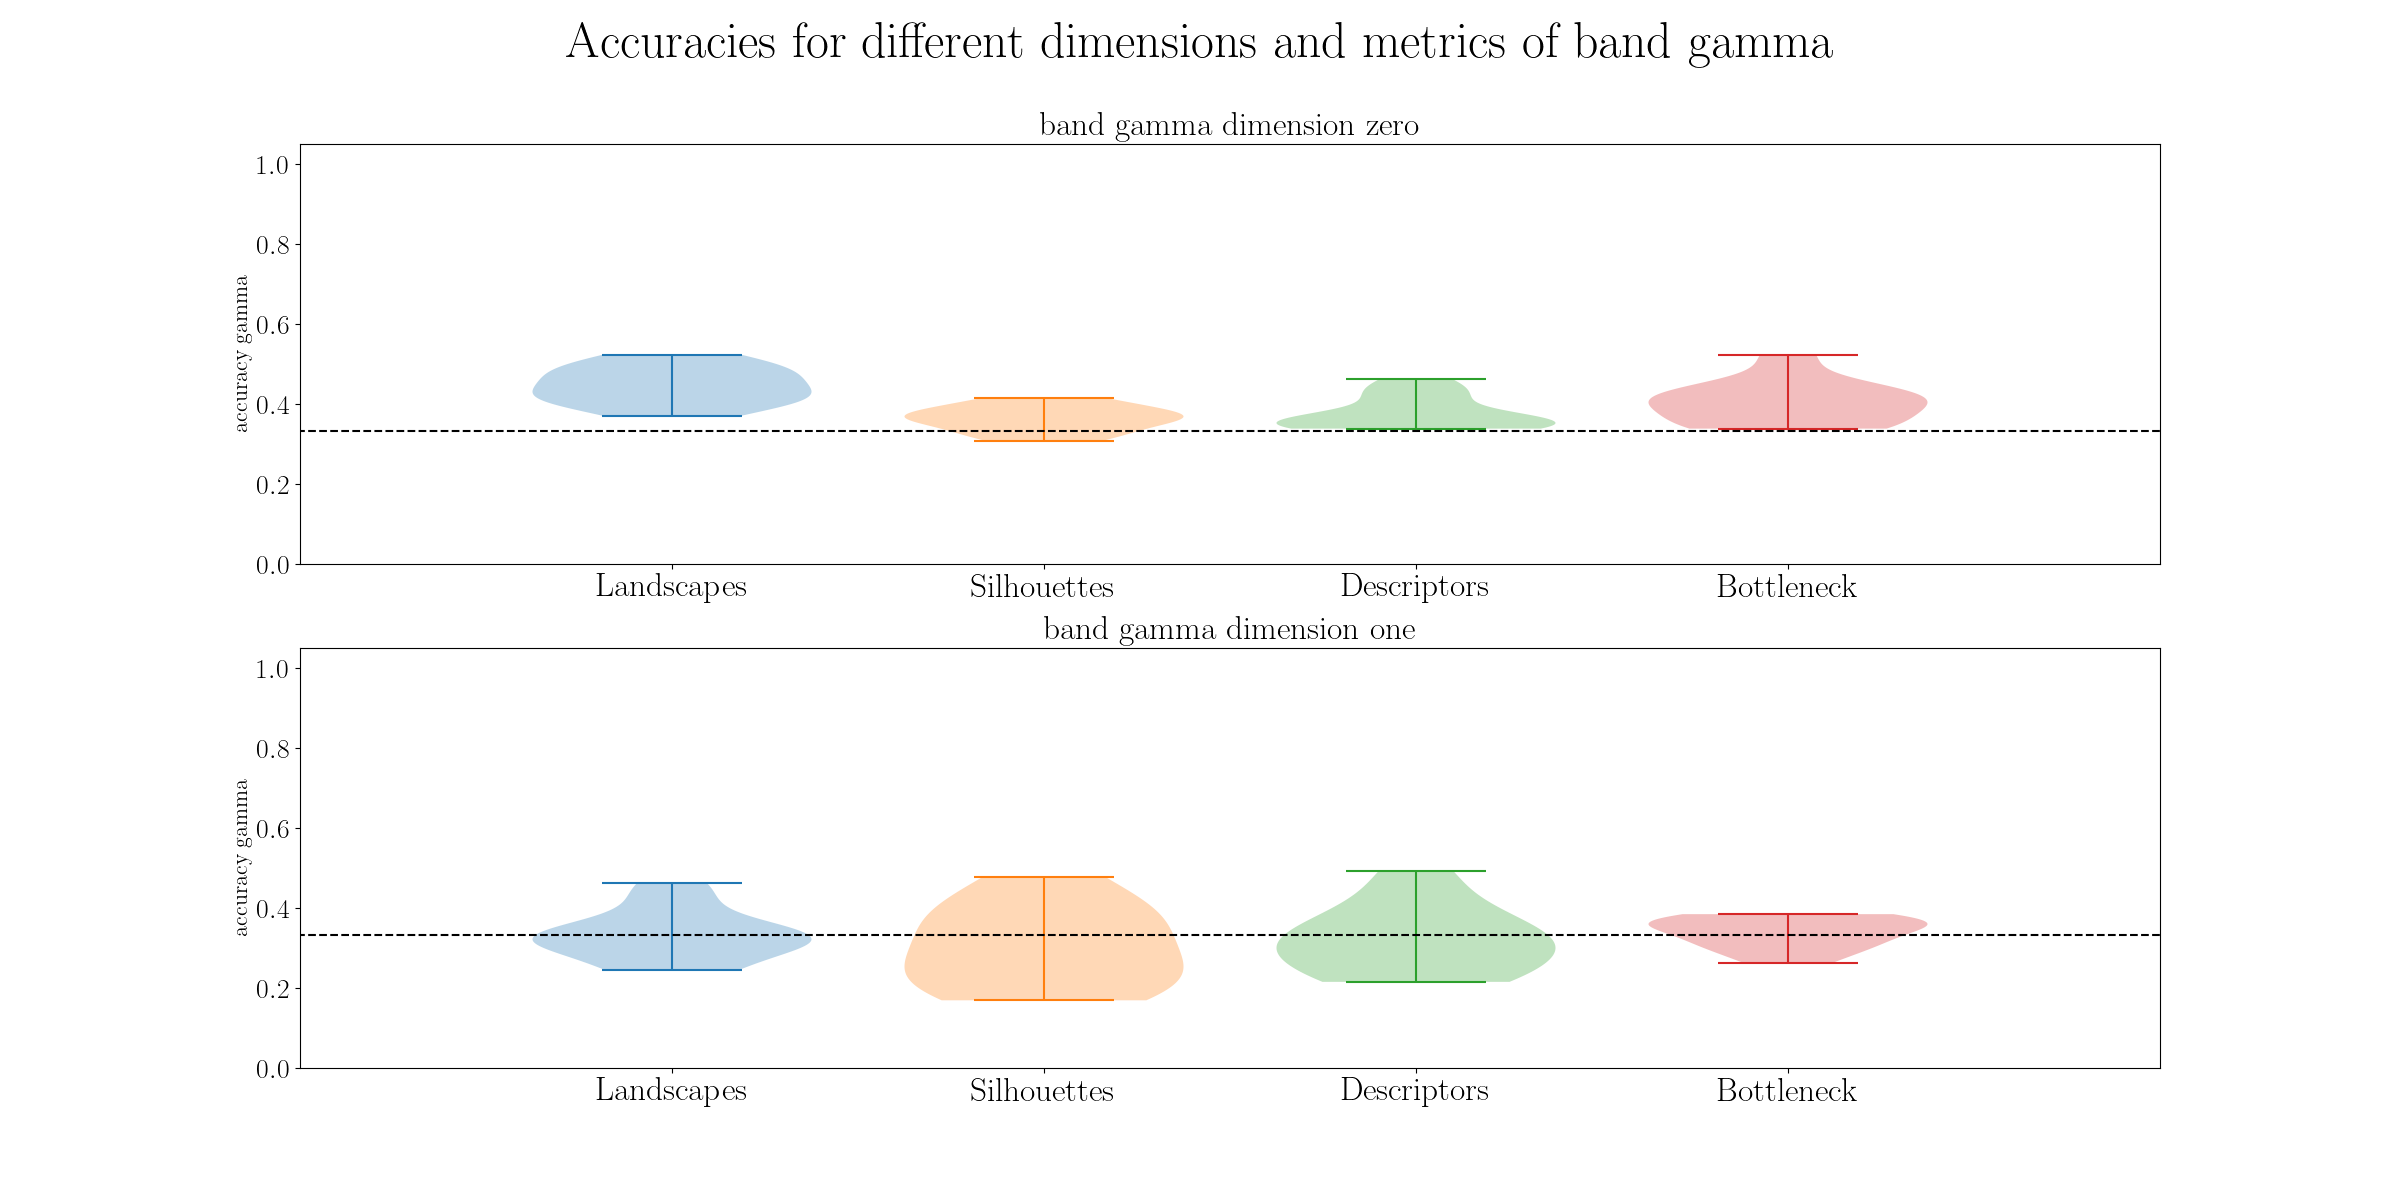 Accuracies for different dimensions and metrics of band gamma
band gamma dimension zero
accuracy gamma
1.0
0.8
0.6
0.4
0.2
0.0
Landscapes Silhouettes Descriptors Bottleneck
band gamma dimension one
accuracy gamma
1.0
0.8
0.6
0.4
0.2
0.0
Landscapes Silhouettes Descriptors Bottleneck